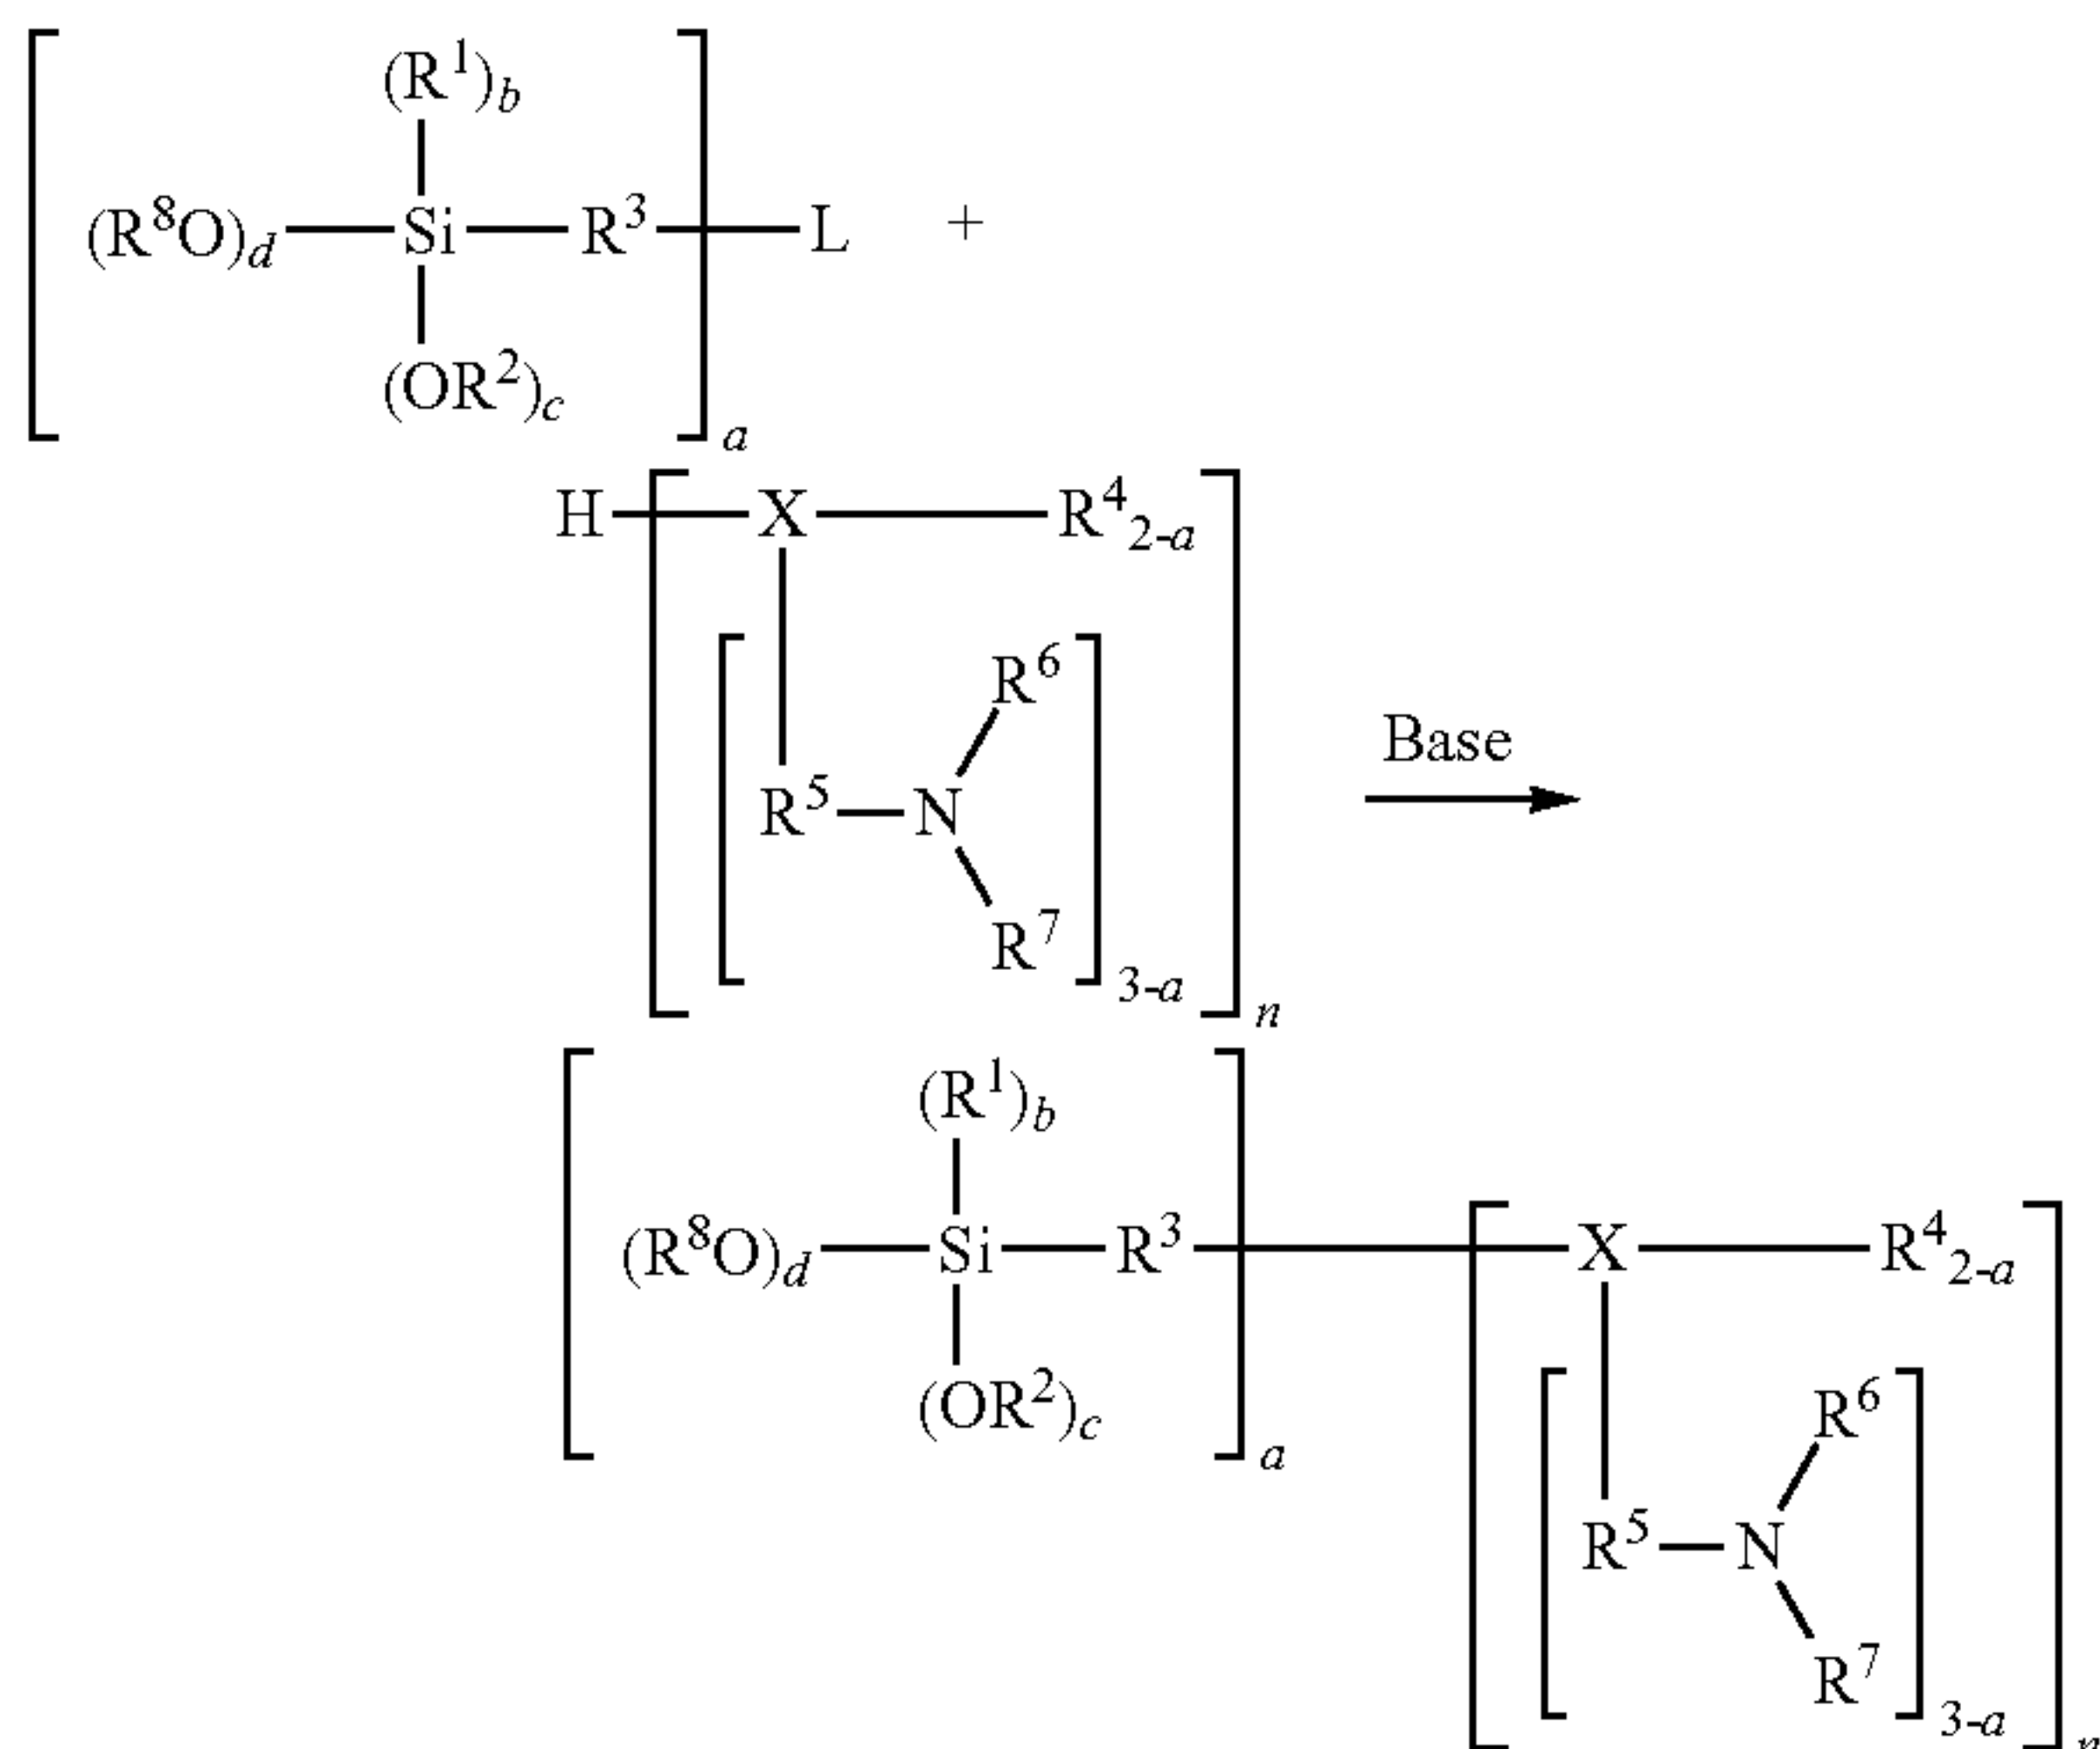 (R¹)b
(R⁸O)d—Si—R³—L +
(OR²)c
a
H—X—R⁴2-a
R⁶
R⁵—N
R⁷
3-a
n
Base
(R¹)b
(R⁸O)d—Si—R³—X—R⁴2-a
(OR²)c
a
R⁶
R⁵—N
R⁷
3-a
n